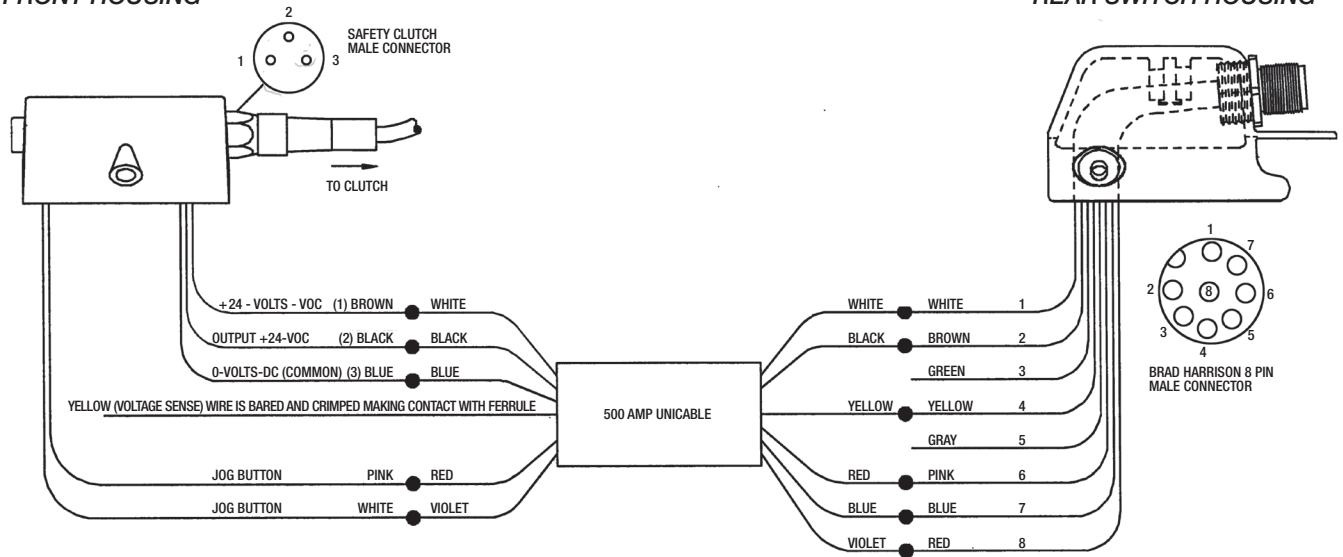 FRONT HOUSING
REAR SWITCH HOUSING
2
SAFETY CLUTCH
MALE CONNECTOR
1
3
TO CLUTCH
+24 - VOLTS - VOC (1) BROWN WHITE
OUTPUT +24-VOC (2) BLACK BLACK
0-VOLTS-DC (COMMON) (3) BLUE BLUE
YELLOW (VOLTAGE SENSE) WIRE IS BARED AND CRIMPED MAKING CONTACT WITH FERRULE
JOG BUTTON PINK RED
JOG BUTTON WHITE VIOLET
500 AMP UNICABLE
WHITE WHITE 1
BLACK BROWN 2
GREEN 3
YELLOW YELLOW 4
GRAY 5
RED PINK 6
BLUE BLUE 7
VIOLET RED 8
1
7
2
8
6
3
5
4
BRAD HARRISON 8 PIN
MALE CONNECTOR